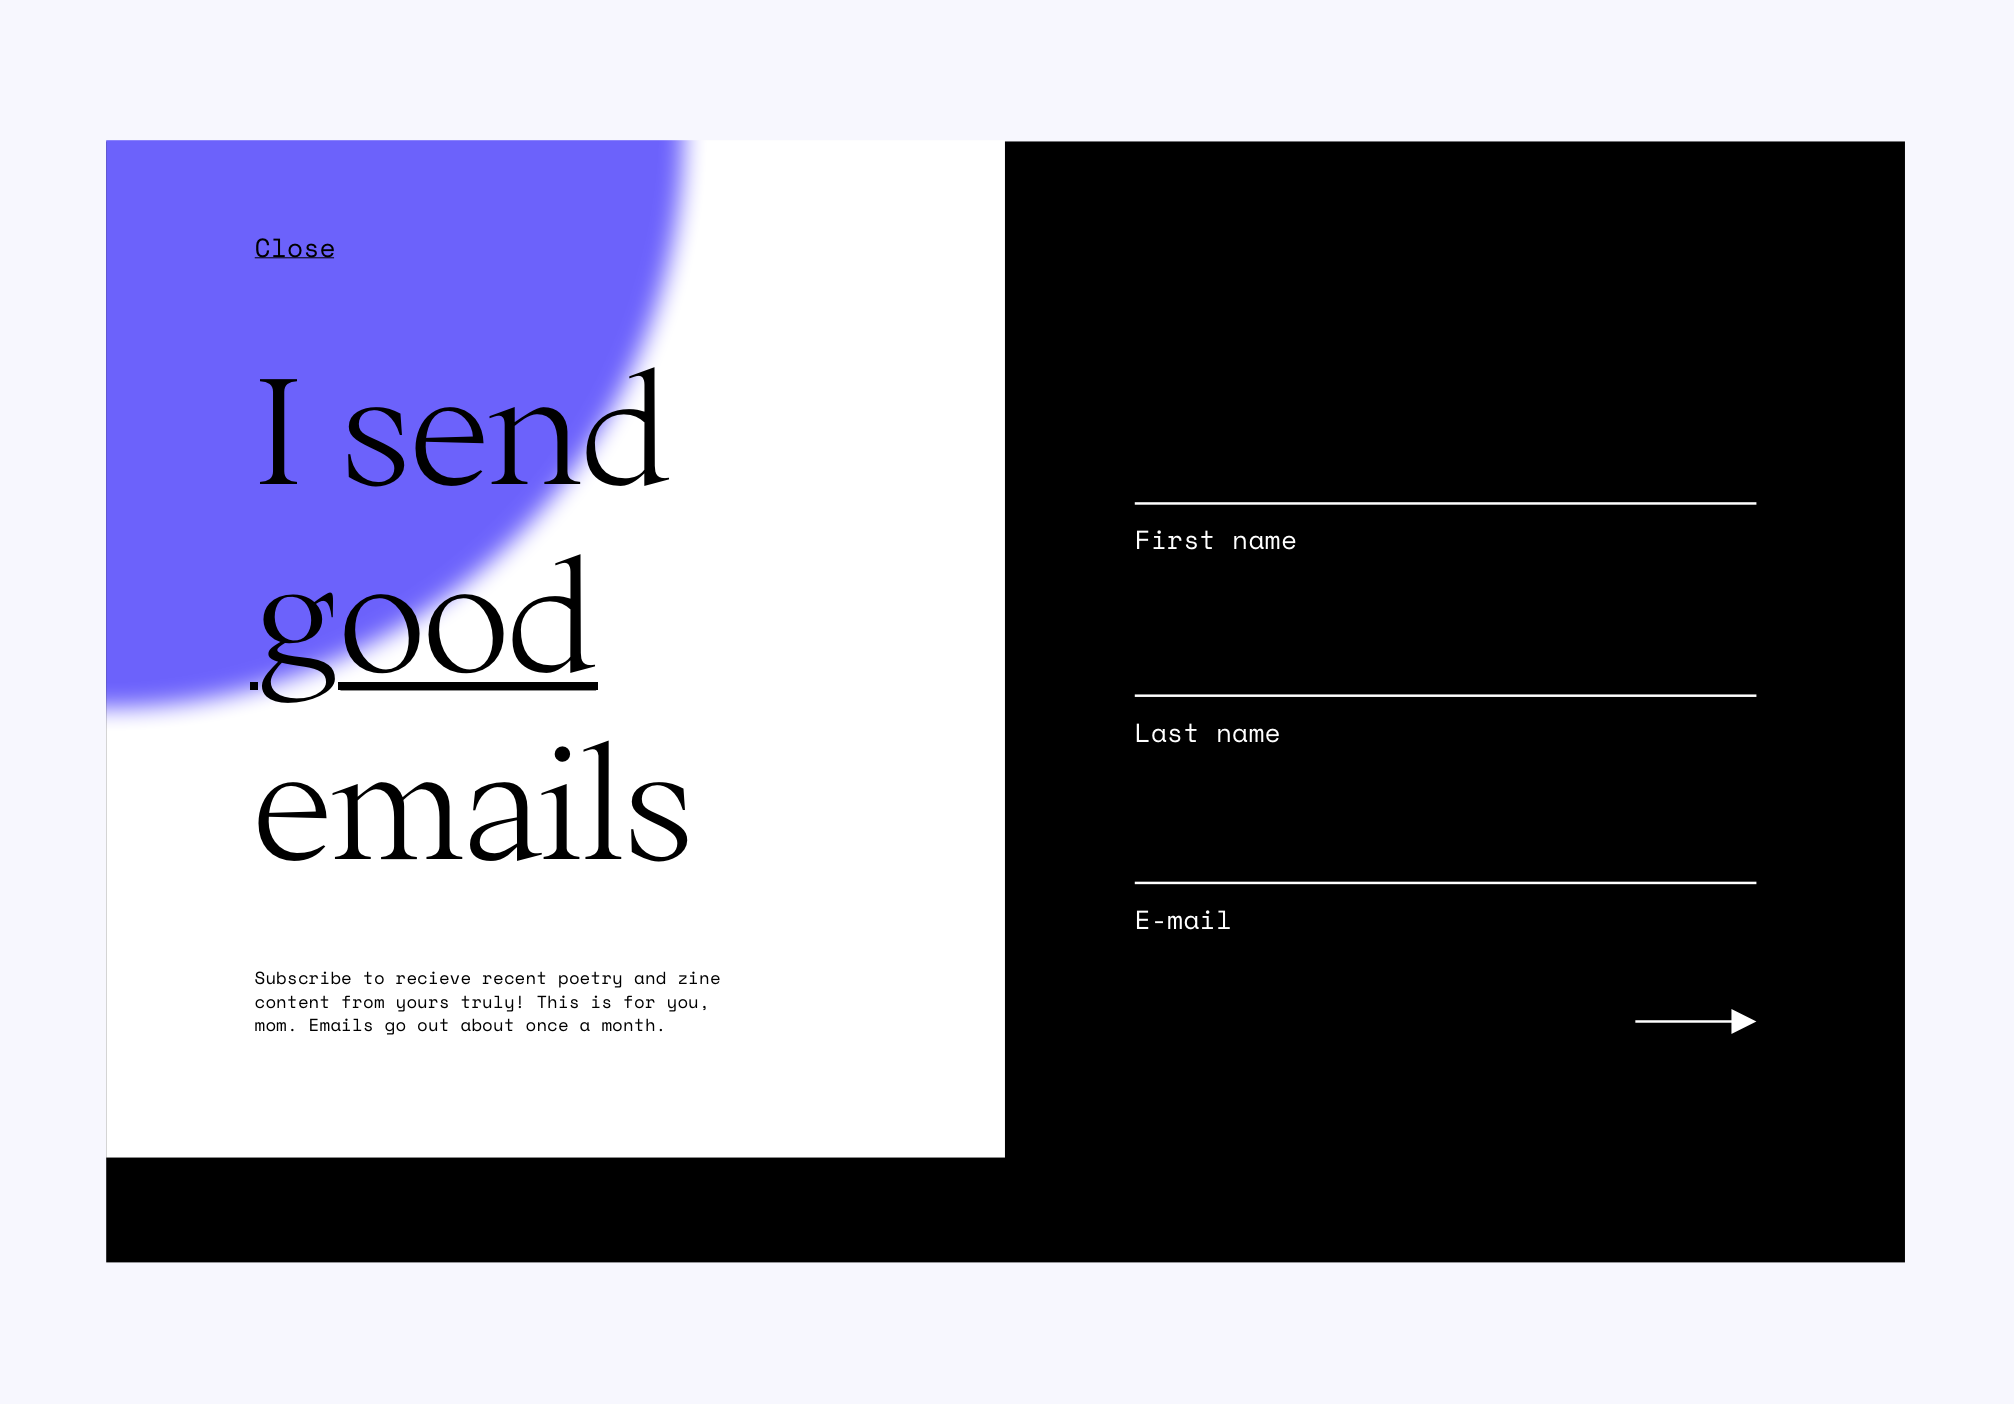 Close
I send
good
emails
Subscribe to recieve recent poetry and zine
content from yours truly! This is for you,
mom. Emails go out about once a month.
First name
Last name
E-mail